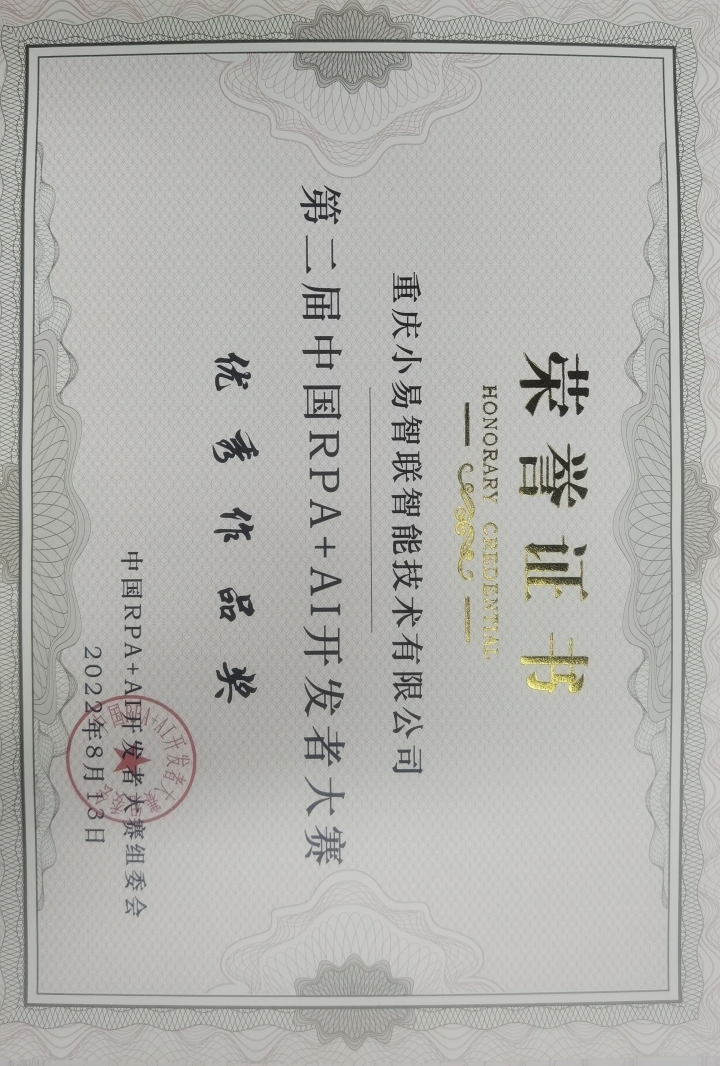 荣誉证书
HONORARY CREDENTIAL
重庆小易智联智能技术有限公司
第二届中国RPA+AI开发者大赛
优秀作品奖
中国RPA+AI开发者大赛组委会
2022年8月13日